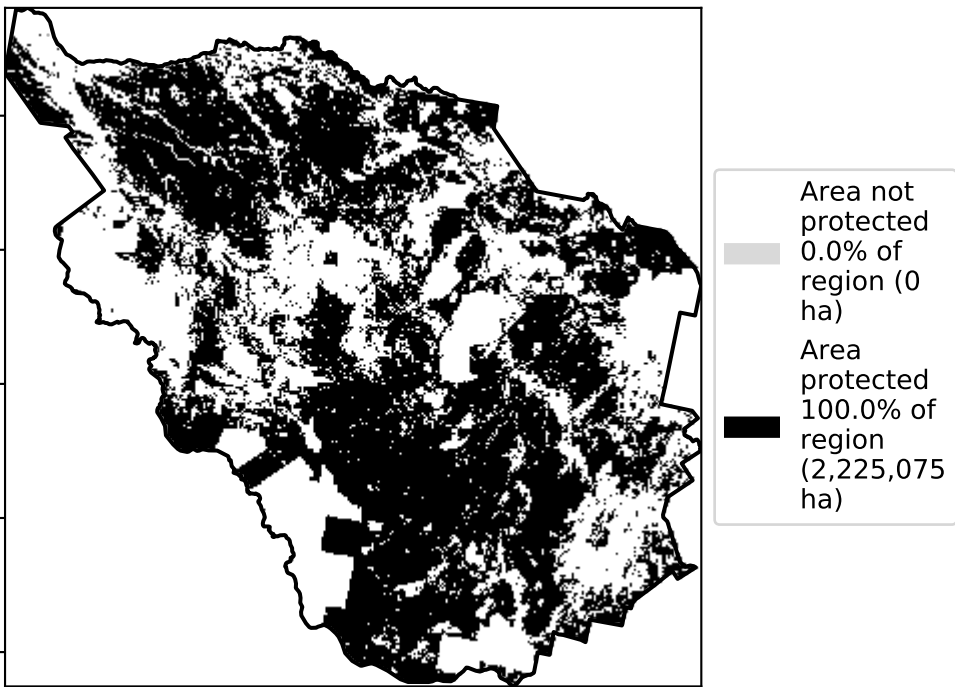 Area not
protected
0.0% of
region (0
ha)
Area
protected
100.0% of
region
(2,225,075
ha)